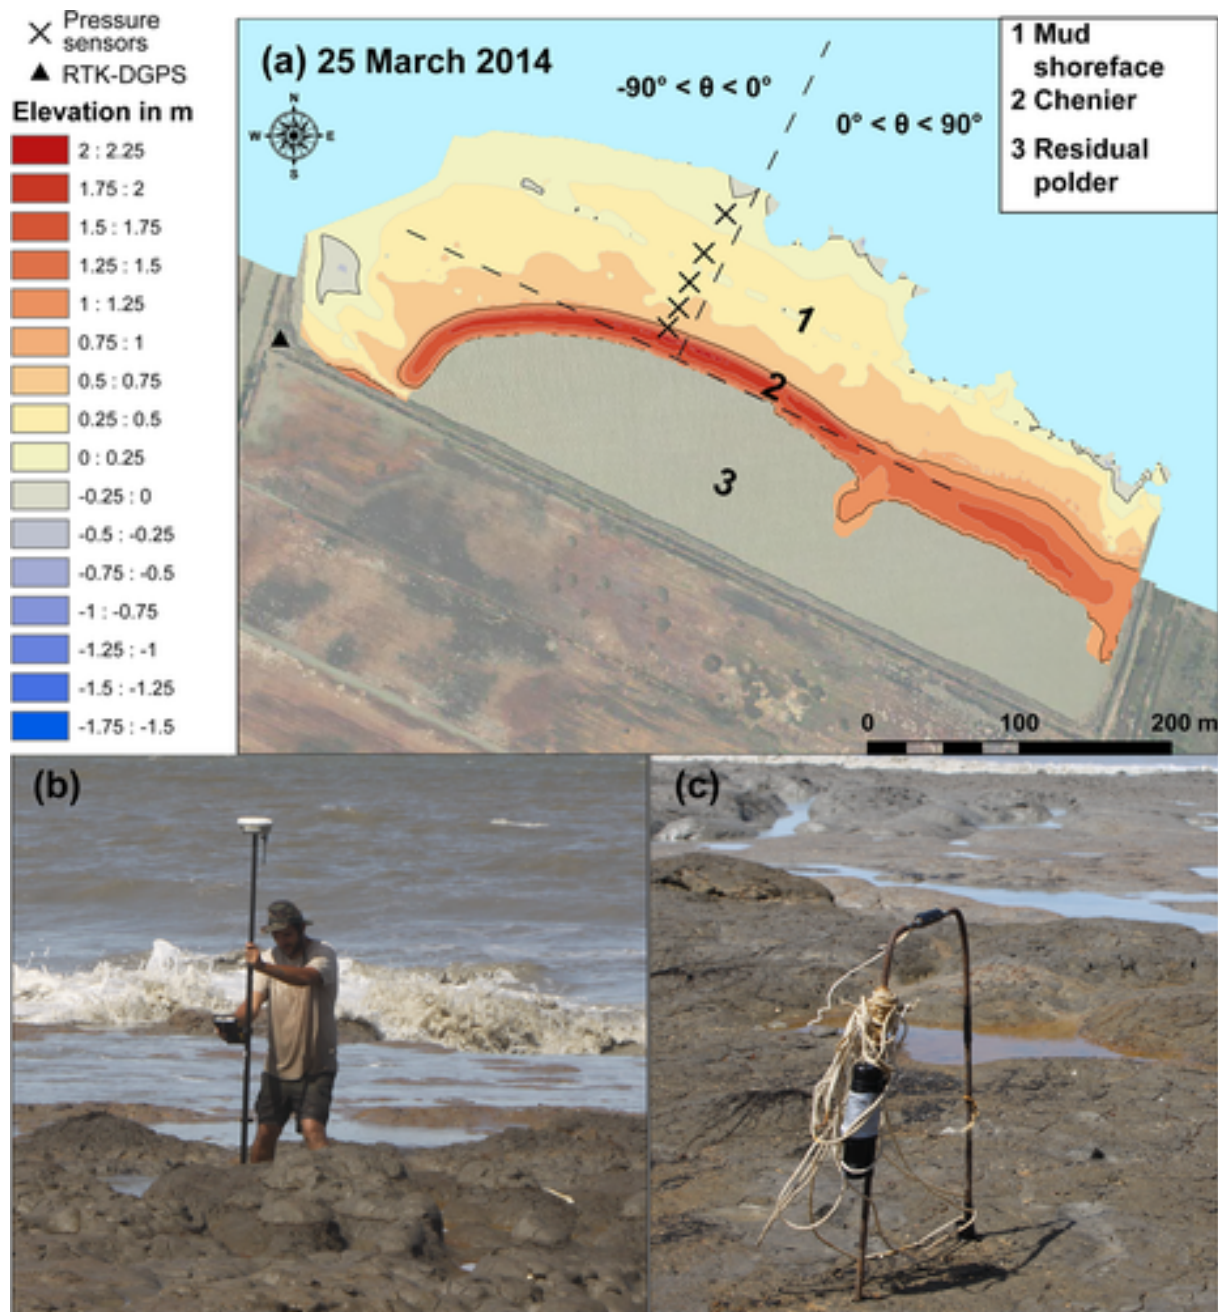 Pressure
sensors
RTK-DGPS
Elevation in m
2 : 2.25
1.75 : 2
1.5 : 1.75
1.25 : 1.5
1 : 1.25
0.75 : 1
0.5 : 0.75
0.25 : 0.5
0 : 0.25
-0.25 : 0
-0.5 : -0.25
-0.75 : -0.5
-1 : -0.75
-1.25 : -1
-1.5 : -1.25
-1.75 : -1.5
(a) 25 March 2014
N
W E
S
-90° < θ < 0°
0° < θ < 90°
1 Mud
shoreface
2 Chenier
3 Residual
polder
1
2
3
0 100 200 m
(b)
(c)